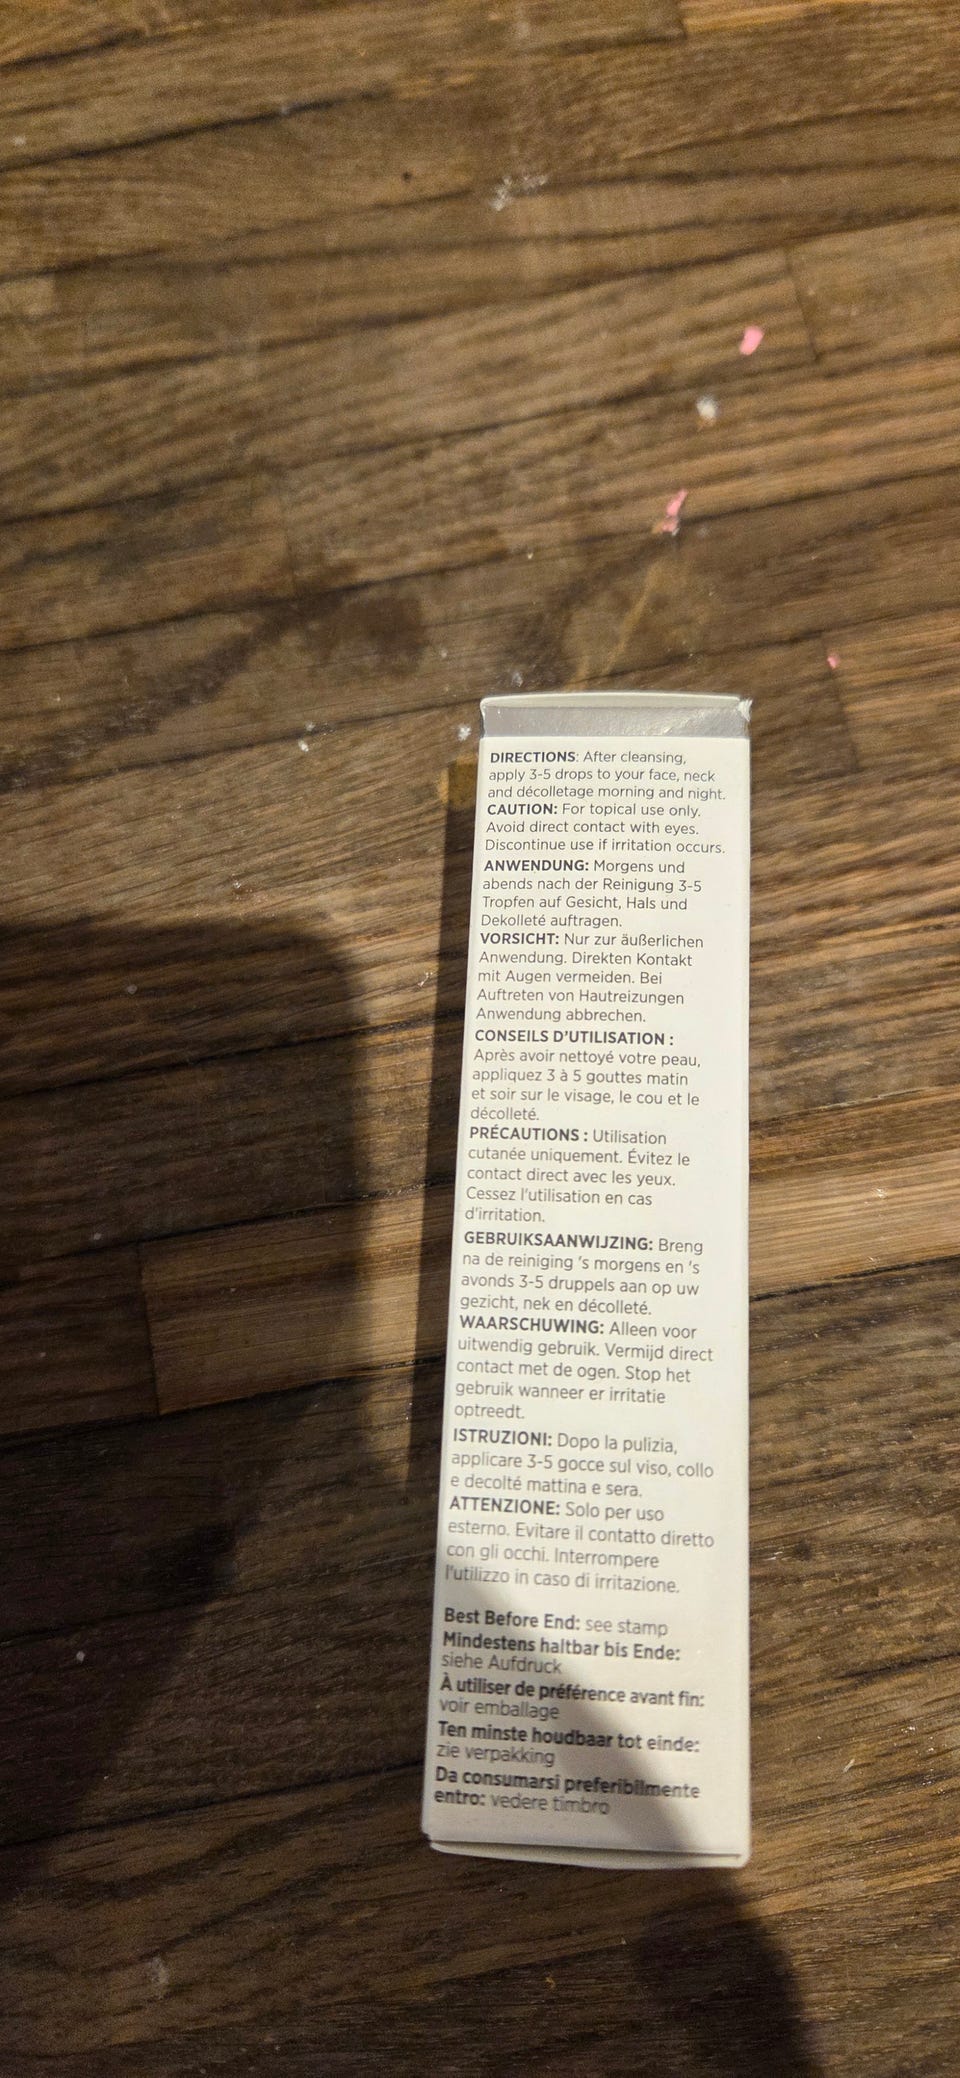 DIRECTIONS: After cleansing,
apply 3-5 drops to your face, neck
and décolletage morning and night.
CAUTION: For topical use only.
Avoid direct contact with eyes.
Discontinue use if irritation occurs.
ANWENDUNG: Morgens und
abends nach der Reinigung 3-5
Tropfen auf Gesicht, Hals und
Dekolleté auftragen.
VORSICHT: Nur zur äußerlichen
Anwendung. Direkten Kontakt
mit Augen vermeiden. Bei
Auftreten von Hautreizungen
Anwendung abbrechen.
CONSEILS D'UTILISATION :
Après avoir nettoyé votre peau,
appliquez 3 à 5 gouttes matin
et soir sur le visage, le cou et le
décolleté.
PRÉCAUTIONS : Utilisation
cutanée uniquement. Évitez le
contact direct avec les yeux.
Cessez l'utilisation en cas
d'irritation.
GEBRUIKSAANWIJZING: Breng
na de reiniging 's morgens en 's
avonds 3-5 druppels aan op uw
gezicht, nek en décolleté.
WAARSCHUWING: Alleen voor
uitwendig gebruik. Vermijd direct
contact met de ogen. Stop het
gebruik wanneer er irritatie
optreedt.
ISTRUZIONI: Dopo la pulizia,
applicare 3-5 gocce sul viso, collo
e decolté mattina e sera.
ATTENZIONE: Solo per uso
esterno. Evitare il contatto diretto
con gli occhi. Interrompere
l'utilizzo in caso di irritazione.
Best Before End: see stamp
Mindestens haltbar bis Ende:
siehe Aufdruck
À utiliser de préférence avant fin:
voir emballage
Ten minste houdbaar tot einde:
zie verpakking
Da consumarsi preferibilmente
entro: vedere timbro